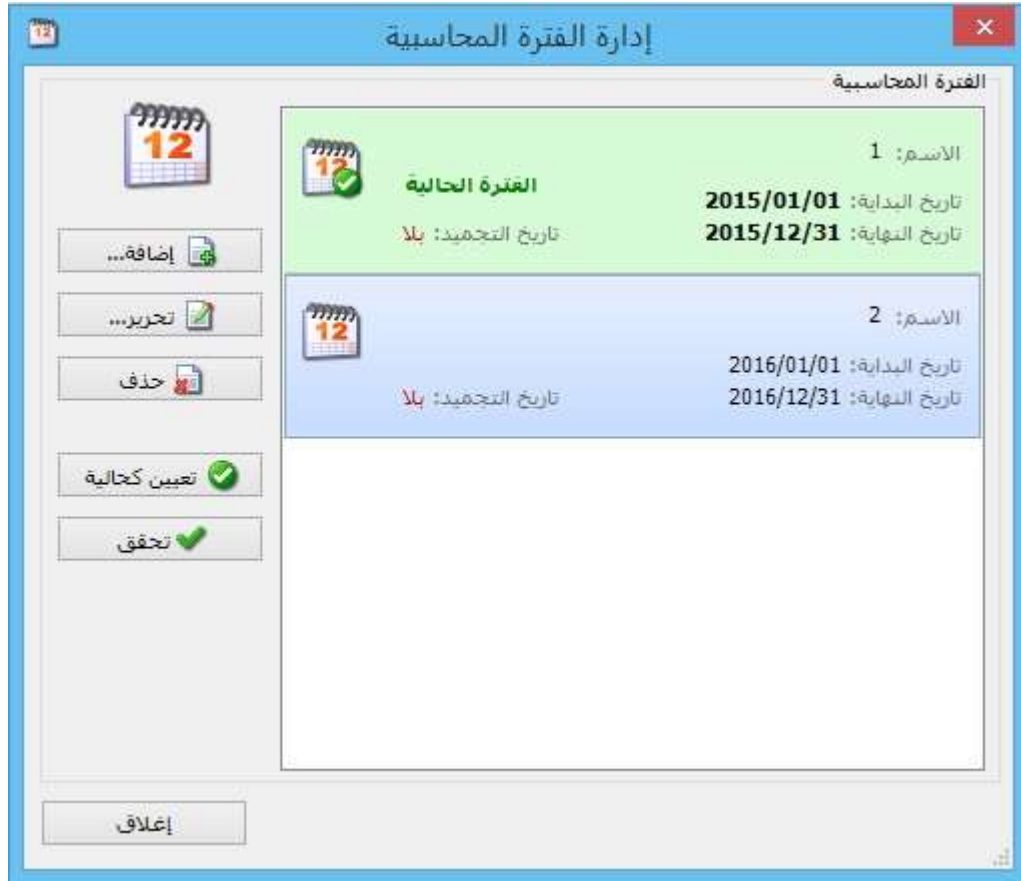 إدارة الفترة المحاسبية
الفترة المحاسبية
الاسم: 1
الفترة الحالية
تاريخ البداية: 2015/01/01
تاريخ النهاية: 2015/12/31 تاريخ التجميد: بلا
الاسم: 2
تاريخ البداية: 2016/01/01
تاريخ النهاية: 2016/12/31 تاريخ التجميد: بلا
12
إضافة...
تحرير...
حذف
تعيين كحالية
تحقق
إغلاق